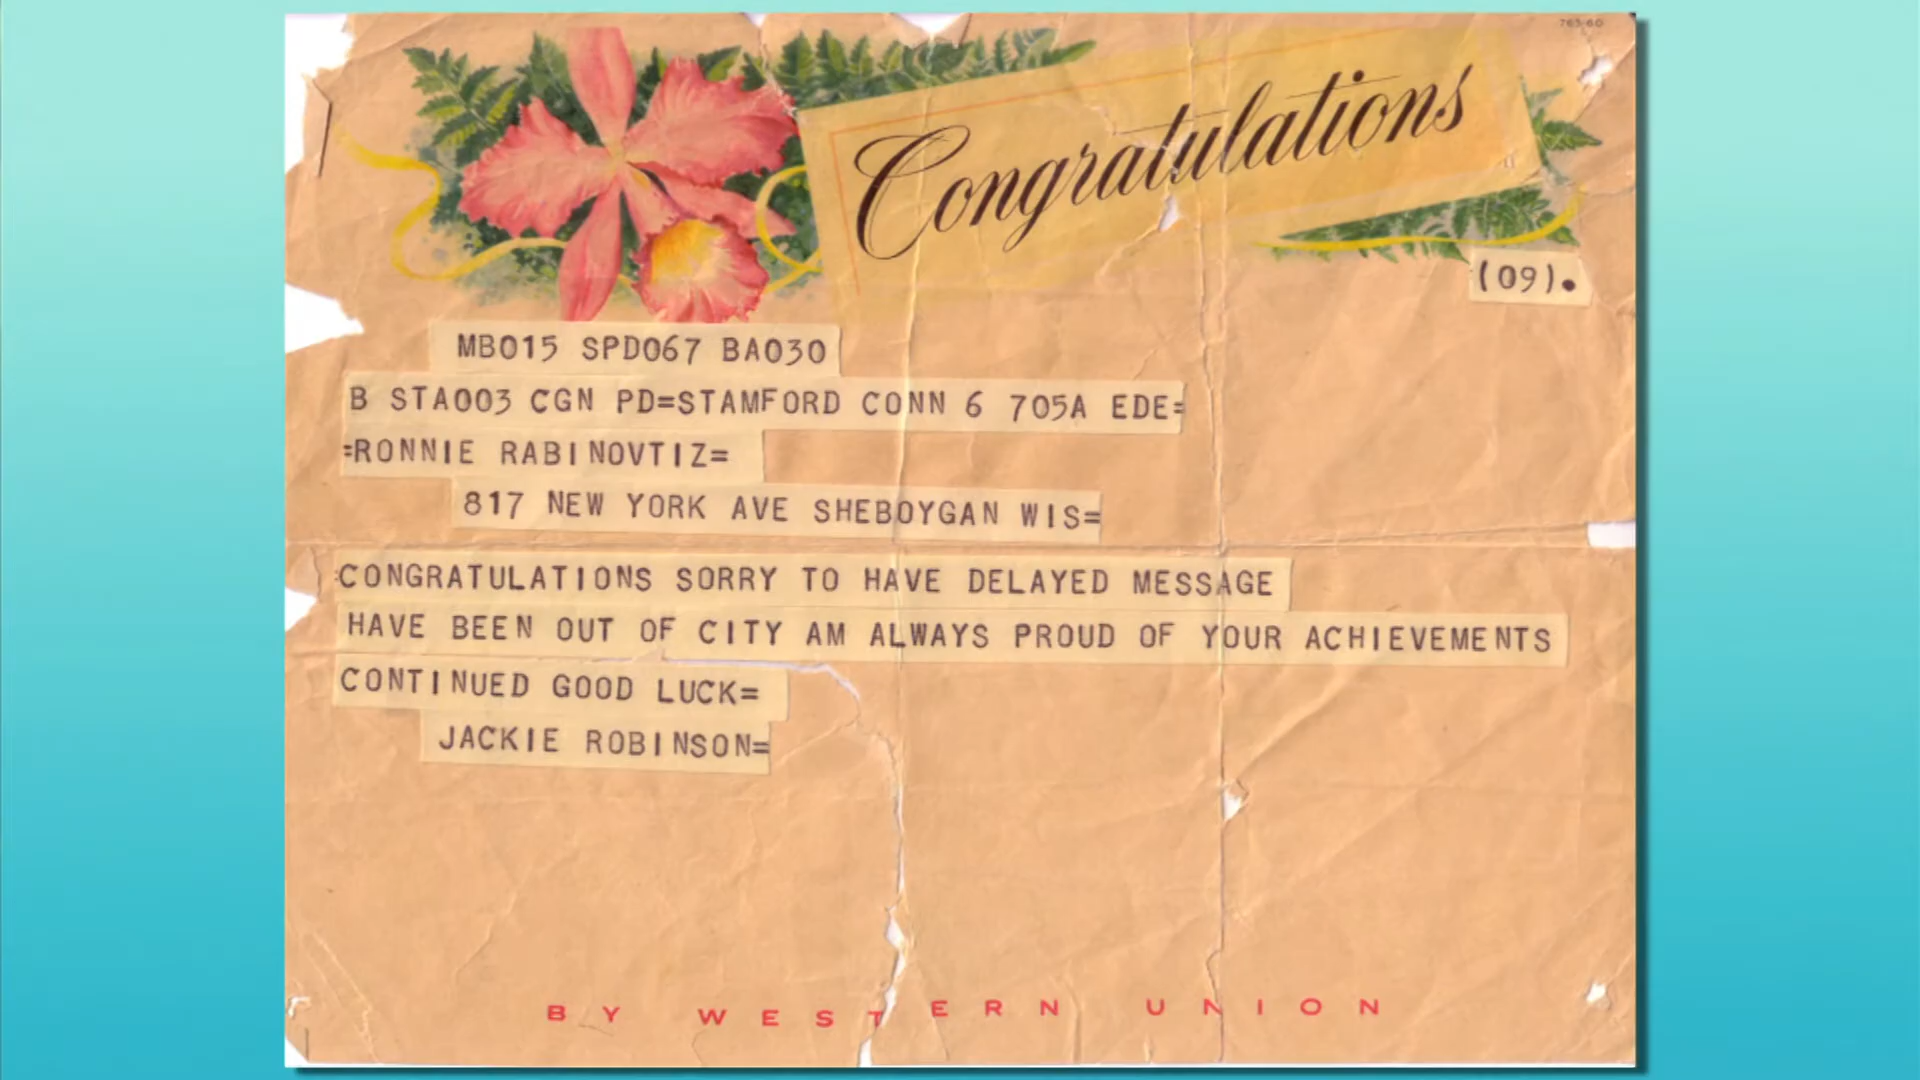 763-60
Congratulations
(09).
MB015 SPD067 BA030
B STA003 CGN PD=STAMFORD CONN 6 705A EDE=
=RONNIE RABINOVTIZ=
817 NEW YORK AVE SHEBOYGAN WIS=
:CONGRATULATIONS SORRY TO HAVE DELAYED MESSAGE
HAVE BEEN OUT OF CITY AM ALWAYS PROUD OF YOUR ACHIEVEMENTS
CONTINUED GOOD LUCK=
JACKIE ROBINSON=
BY WESTERN UNION